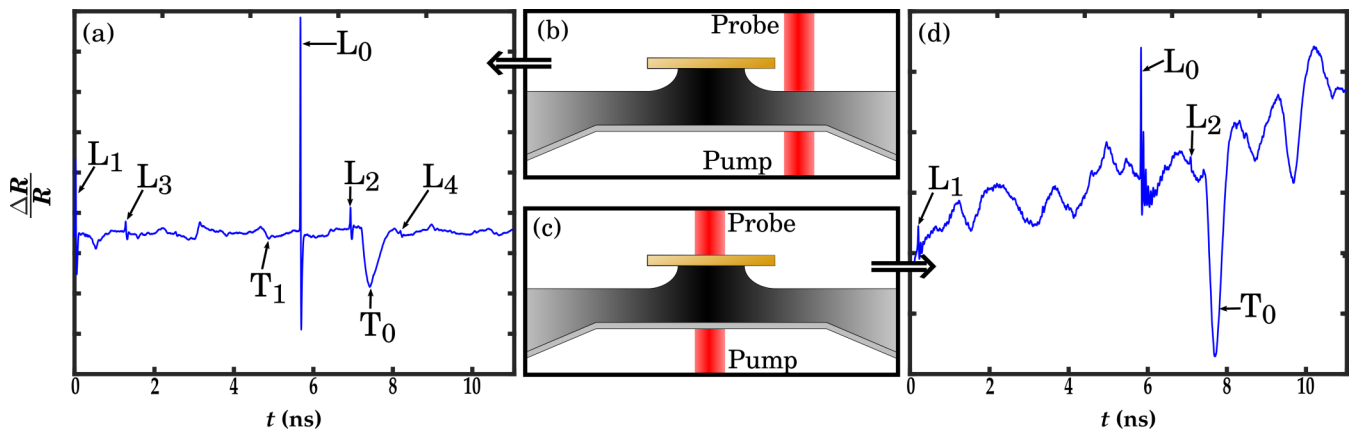 (a)
L0
L1
L3
L2
L4
T1
T0
ΔR
R
0 2 4 6 8 10
t (ns)
(b)
Probe
Pump
(c)
Probe
Pump
(d)
L0
L2
L1
T0
0 2 4 6 8 10
t (ns)